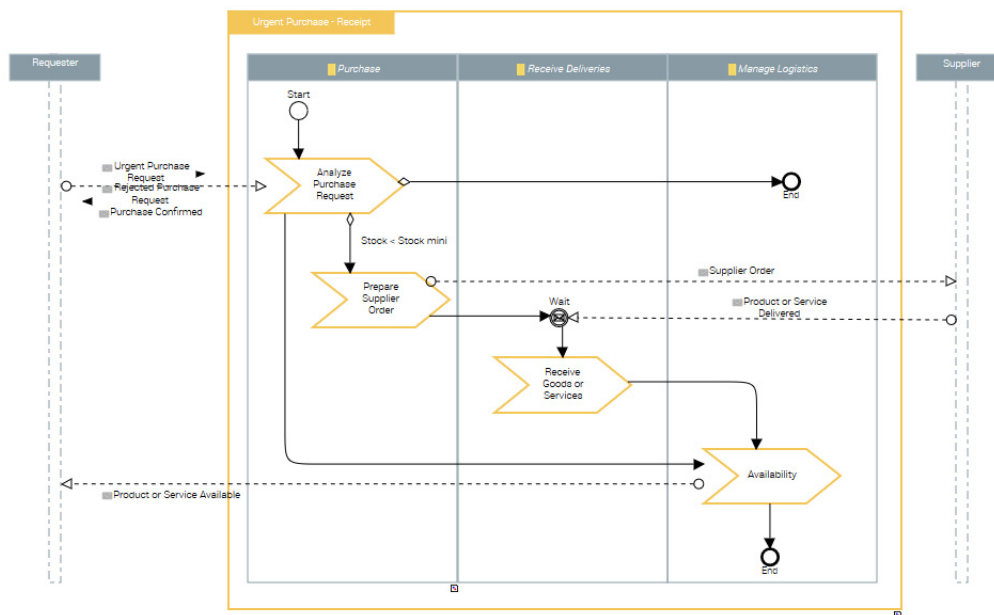 Urgent Purchase - Receipt
Requester
Purchase
Receive Deliveries
Manage Logistics
Supplier
Start
Urgent Purchase
Request
Rejected Purchase
Request
Purchase Confirmed
Analyze
Purchase
Request
End
Stock < Stock mini
Prepare
Supplier
Order
Supplier Order
Wait
Product or Service
Delivered
Receive
Goods or
Services
Availability
Product or Service Available
End